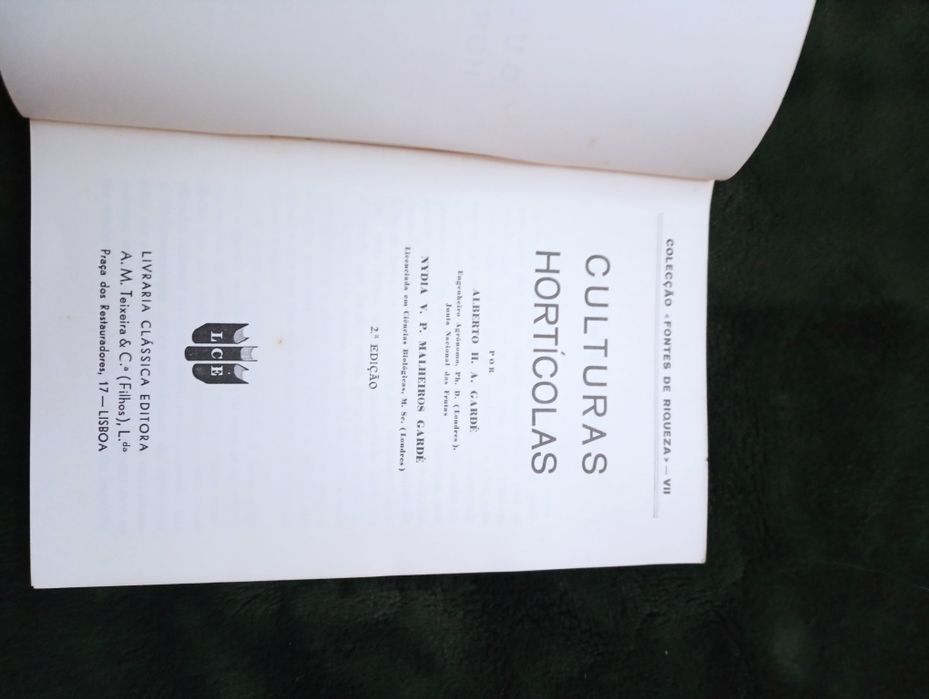 COLECÇÃO «FONTES DE RIQUEZA» — VII
CULTURAS
HORTÍCOLAS
POR
ALBERTO H. A. GARDÉ
Engenheiro Agrónomo, Ph. D. (Londres),
Junta Nacional das Frutas
NYDIA V. P. MALHEIROS GARDÉ
Licenciada em Ciências Biológicas, M. Sc. (Londres)
2.ª EDIÇÃO
LCE
LIVRARIA CLÁSSICA EDITORA
A. M. Teixeira & C.ª (Filhos), L.da
Praça dos Restauradores, 17 — LISBOA